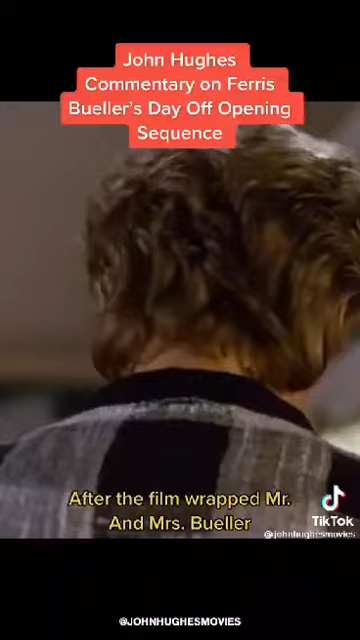 John Hughes
Commentary on Ferris
Bueller's Day Off Opening
Sequence
After the film wrapped Mr.
And Mrs. Bueller
TikTok
@johnhughesmovies
@JOHNHUGHESMOVIES